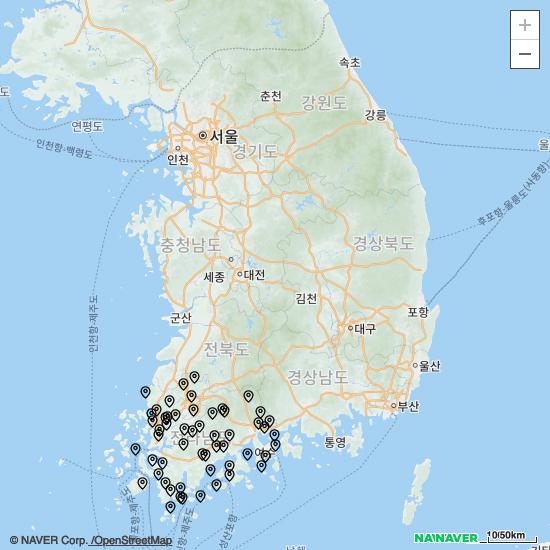 +
−
속초
춘천
강원도
강릉
도
연평도
서울
인천항-백령도
인천
경기도
울
후포항-울릉도(사동항)
충청남도
경상북도
세종
대전
인천항-제주도
김천
군산
포항
전북도
대구
경상남도
울산
부산
통영
© NAVER Corp. /OpenStreetMap
NAVER
10/50km